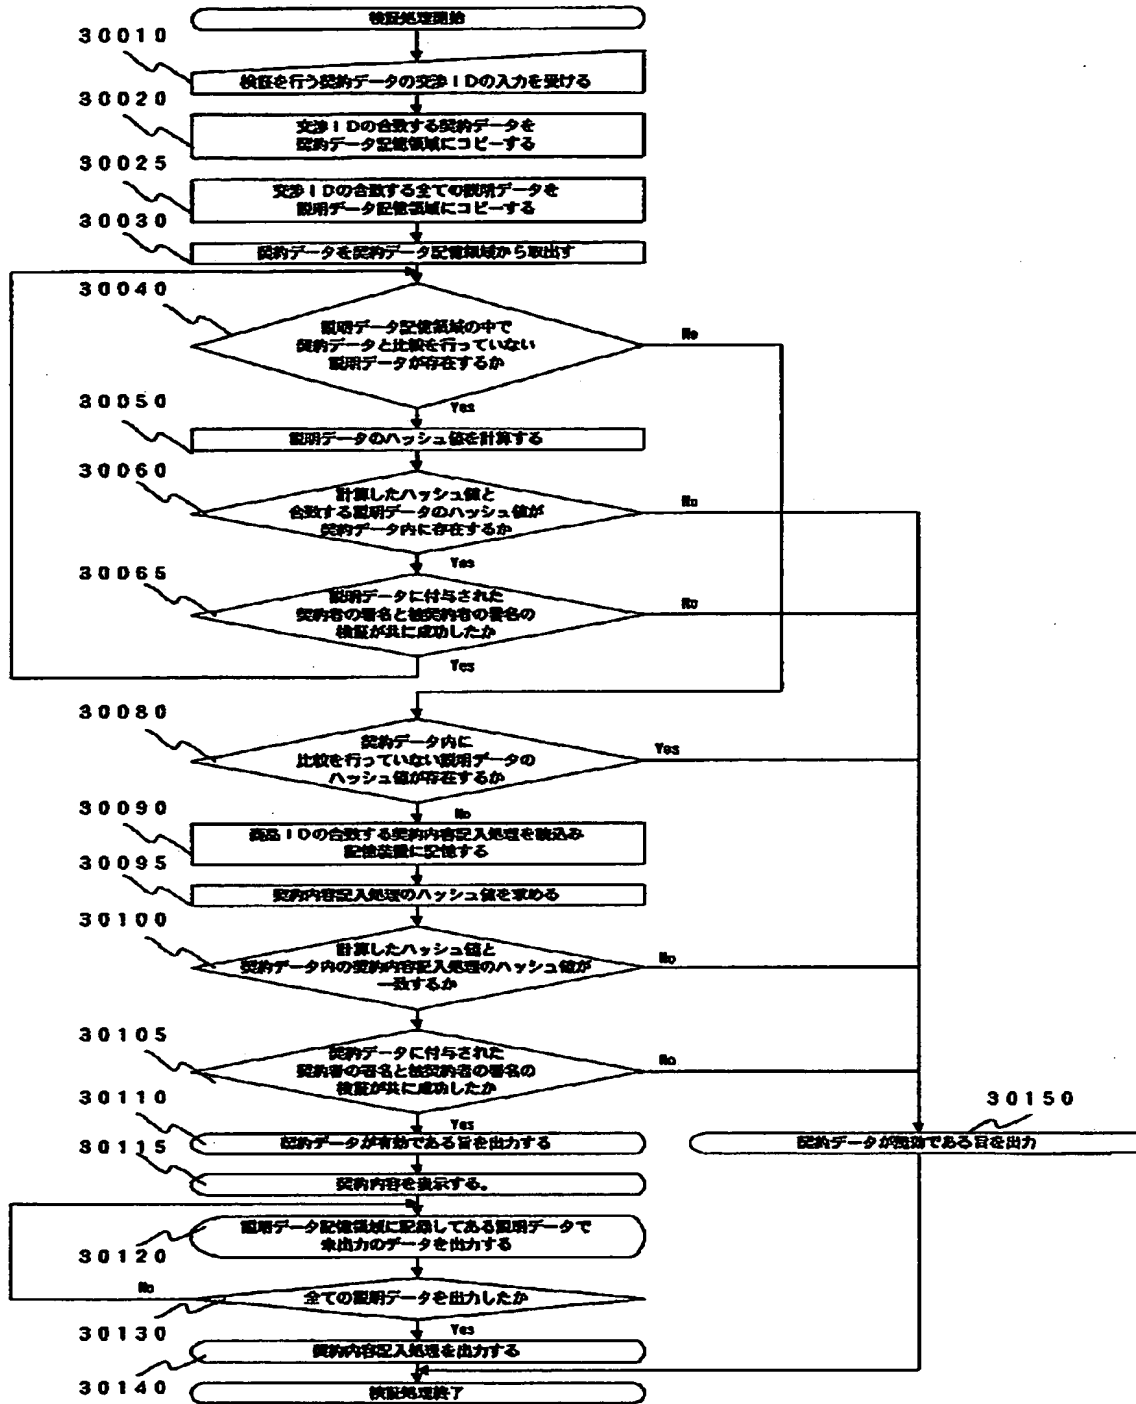 検証処理開始
30010
検証を行う契約データの交渉IDの入力を受ける
30020
交渉IDの合致する契約データを
契約データ記憶領域にコピーする
30025
交渉IDの合致する全ての説明データを
説明データ記憶領域にコピーする
30030
契約データを契約データ記憶領域から取出す
30040
説明データ記憶領域の中で
契約データと比較を行っていない
説明データが存在するか
No
Yes
30050
説明データのハッシュ値を計算する
30060
計算したハッシュ値と
合致する説明データのハッシュ値が
契約データ内に存在するか
No
Yes
30065
説明データに付与された
契約者の署名と被契約者の署名の
検証が共に成功したか
No
Yes
30080
契約データ内に
比較を行っていない説明データの
ハッシュ値が存在するか
Yes
No
30090
商品IDの合致する契約内容記入処理を読込み
記憶装置に記憶する
30095
契約内容記入処理のハッシュ値を求める
30100
計算したハッシュ値と
契約データ内の契約内容記入処理のハッシュ値が
一致するか
No
30105
契約データに付与された
契約者の署名と被契約者の署名の
検証が共に成功したか
No
Yes
30110
契約データが有効である旨を出力する
30150
契約データが無効である旨を出力
30115
契約内容を表示する。
30120
説明データ記憶領域に記録してある説明データで
未出力のデータを出力する
No
30130
全ての説明データを出力したか
Yes
30140
契約内容記入処理を出力する
検証処理終了